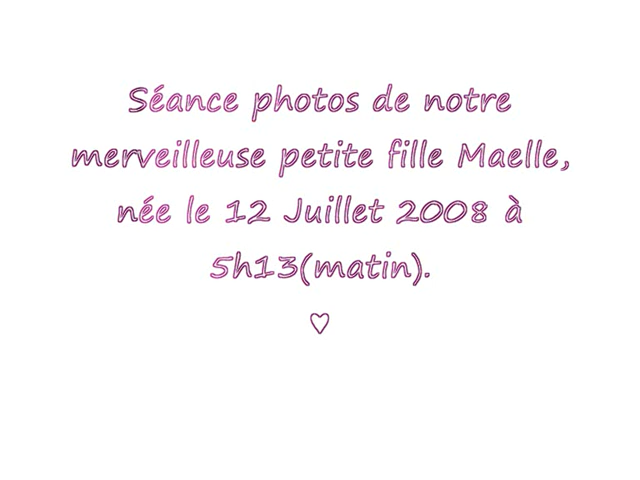 Séance photos de notre
merveilleuse petite fille Maelle,
née le 12 Juillet 2008 à
5h13(matin).
♡